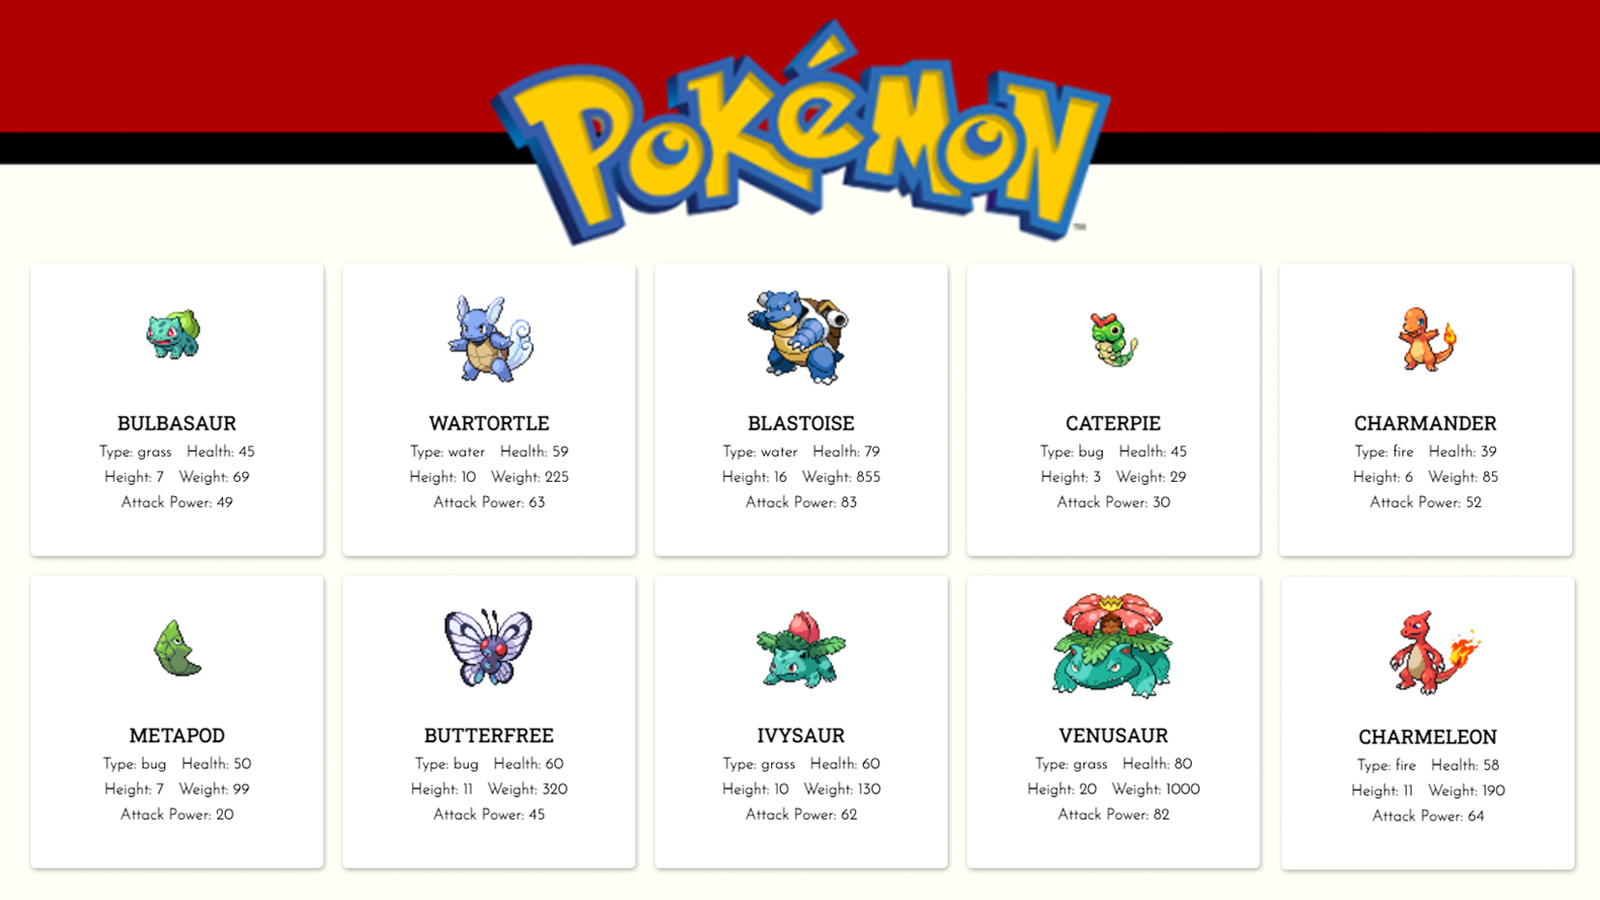 POKéMON
TM
BULBASAUR
Type: grass Health: 45
Height: 7 Weight: 69
Attack Power: 49
WARTORTLE
Type: water Health: 59
Height: 10 Weight: 225
Attack Power: 63
BLASTOISE
Type: water Health: 79
Height: 16 Weight: 855
Attack Power: 83
CATERPIE
Type: bug Health: 45
Height: 3 Weight: 29
Attack Power: 30
CHARMANDER
Type: fire Health: 39
Height: 6 Weight: 85
Attack Power: 52
METAPOD
Type: bug Health: 50
Height: 7 Weight: 99
Attack Power: 20
BUTTERFREE
Type: bug Health: 60
Height: 11 Weight: 320
Attack Power: 45
IVYSAUR
Type: grass Health: 60
Height: 10 Weight: 130
Attack Power: 62
VENUSAUR
Type: grass Health: 80
Height: 20 Weight: 1000
Attack Power: 82
CHARMELEON
Type: fire Health: 58
Height: 11 Weight: 190
Attack Power: 64